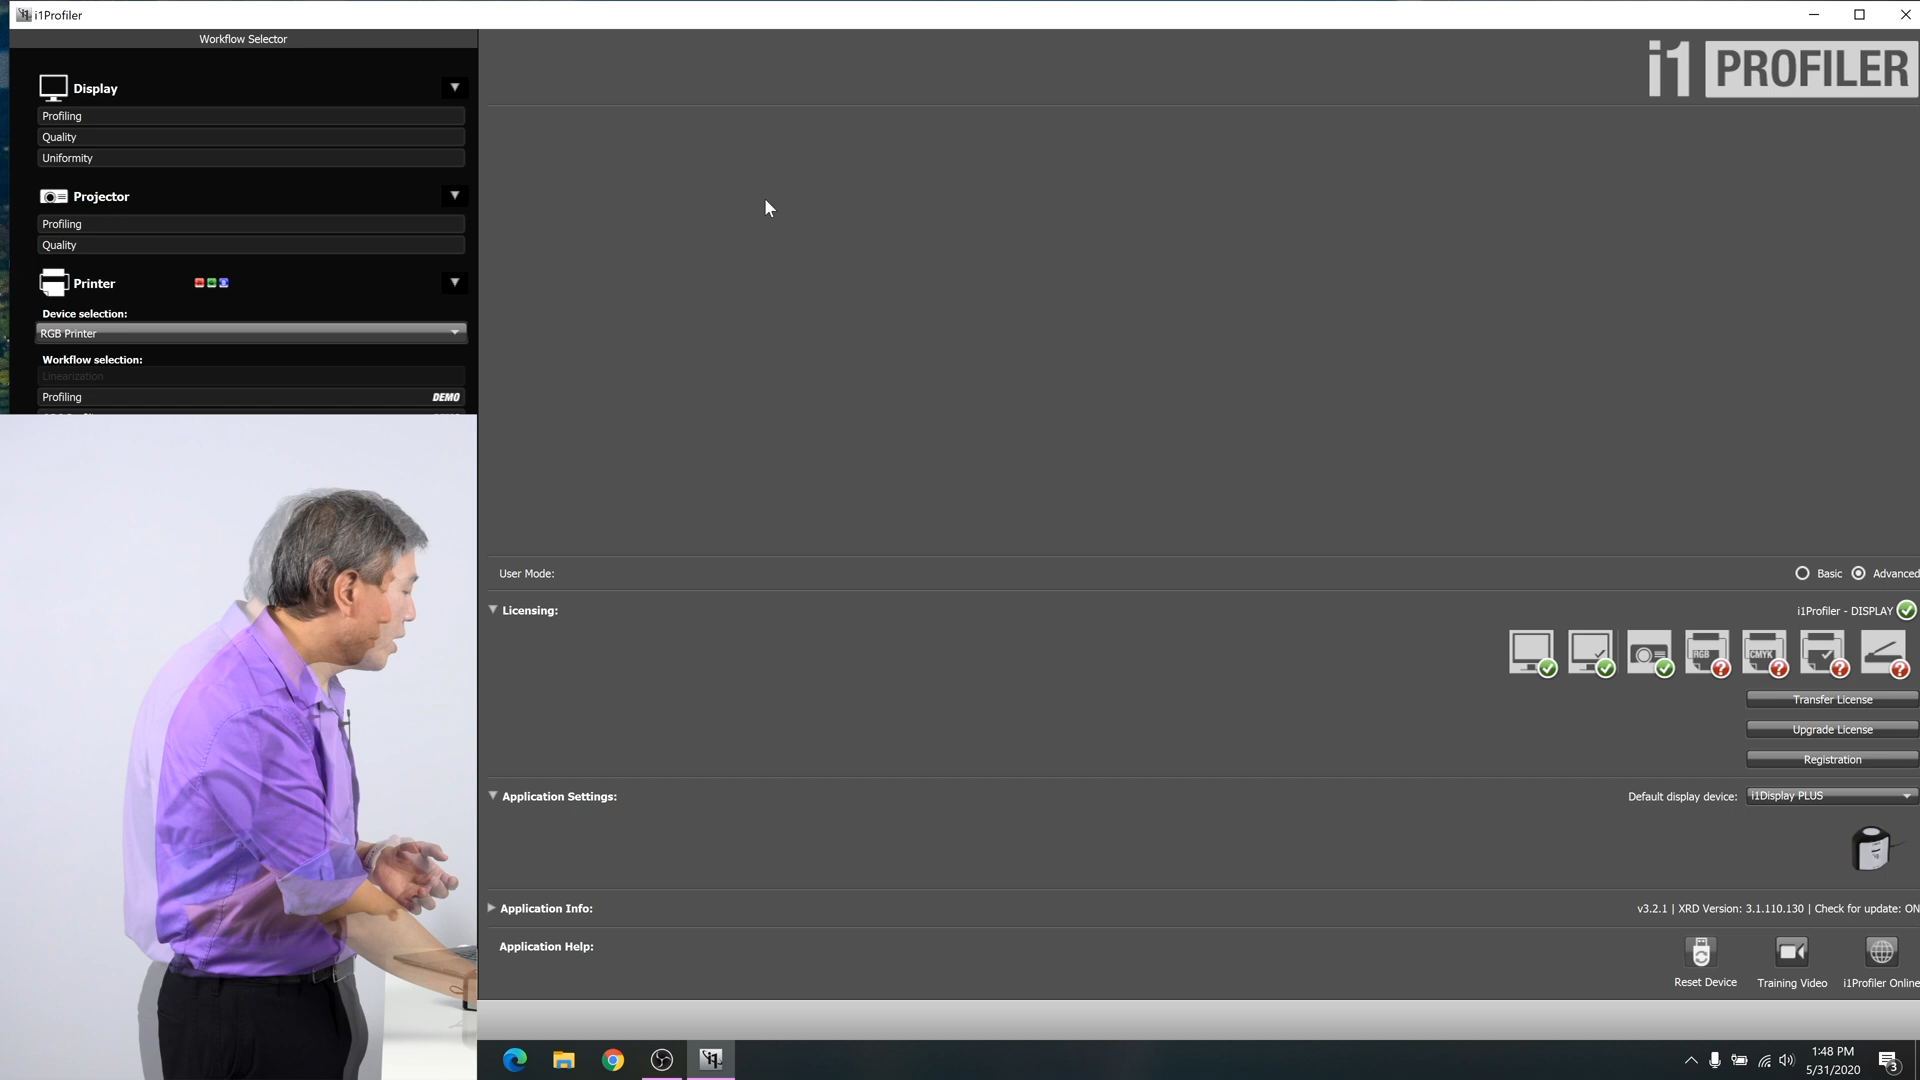 i1Profiler
Workflow Selector
i1 PROFILER
Display
Profiling
Quality
Uniformity
Projector
Profiling
Quality
Printer
Device selection:
RGB Printer
Workflow selection:
Linearization
Profiling DEMO
User Mode:
Basic Advanced
Licensing:
i1Profiler - DISPLAY
RGB
CMYK
Transfer License
Upgrade License
Registration
Application Settings:
Default display device: i1Display PLUS
Application Info:
v3.2.1 | XRD Version: 3.1.110.130 | Check for update: ON
Application Help:
Reset Device
Training Video
i1Profiler Online
1:48 PM
5/31/2020
3